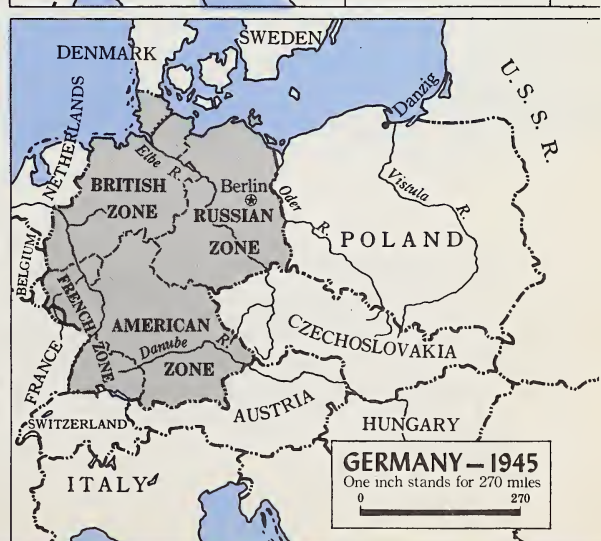 DENMARK
SWEDEN
NETHERLANDS
U. S. S. R.
Danzig
Elbe R.
BRITISH
ZONE
Berlin
RUSSIAN
ZONE
Oder R.
Vistula R.
POLAND
BELGIUM
FRENCH ZONE
AMERICAN
ZONE
Danube R.
CZECHOSLOVAKIA
FRANCE
AUSTRIA
SWITZERLAND
HUNGARY
ITALY
GERMANY – 1945
One inch stands for 270 miles
0 270